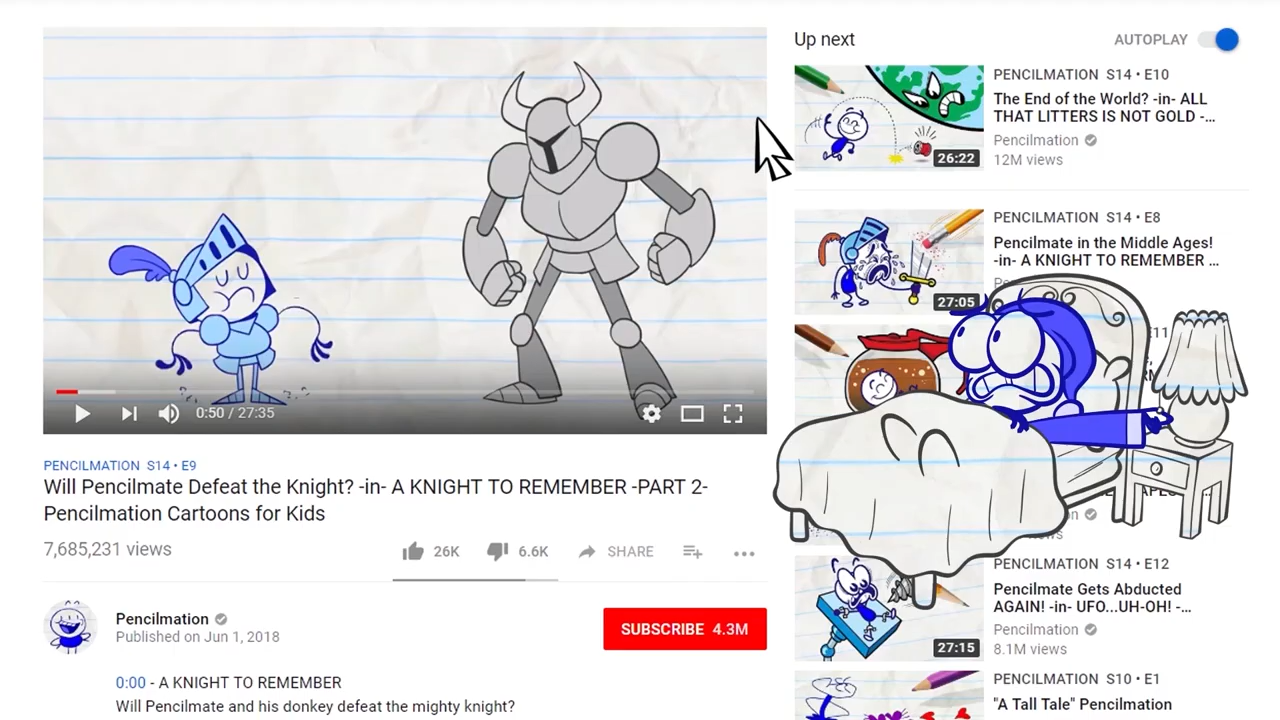 Up next
AUTOPLAY
PENCILMATION S14 • E10
The End of the World? -in- ALL
THAT LITTERS IS NOT GOLD -...
Pencilmation
12M views
26:22
PENCILMATION S14 • E8
Pencilmate in the Middle Ages!
-in- A KNIGHT TO REMEMBER ...
27:05
0:50 / 27:35
PENCILMATION S14 • E9
Will Pencilmate Defeat the Knight? -in- A KNIGHT TO REMEMBER -PART 2-
Pencilmation Cartoons for Kids
7,685,231 views
26K
6.6K
SHARE
Pencilmation
Published on Jun 1, 2018
SUBSCRIBE 4.3M
0:00 - A KNIGHT TO REMEMBER
Will Pencilmate and his donkey defeat the mighty knight?
PENCILMATION S14 • E12
Pencilmate Gets Abducted
AGAIN! -in- UFO...UH-OH! -...
Pencilmation
8.1M views
27:15
PENCILMATION S10 • E1
"A Tall Tale" Pencilmation